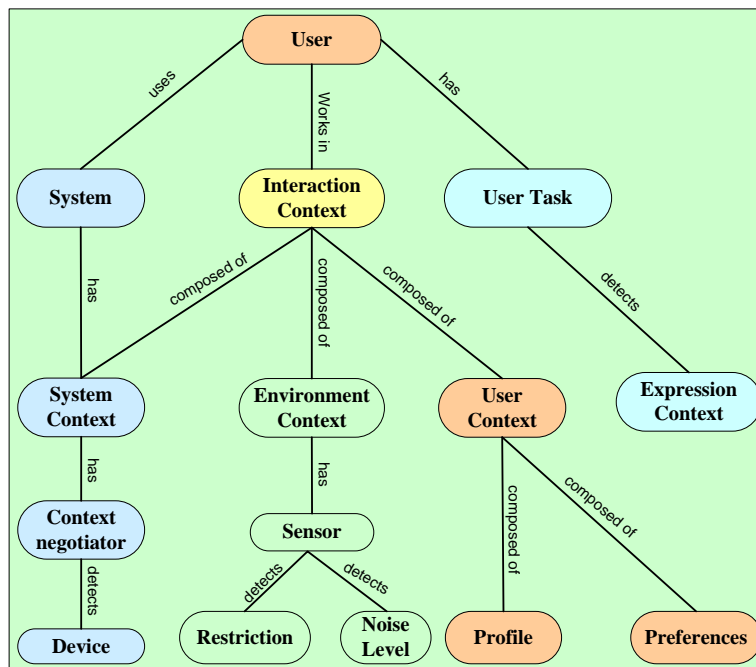 User
uses
Works in
has
System
Interaction
Context
User Task
has
composed of
composed of
composed of
detects
System
Context
Environment
Context
User
Context
Expression
Context
has
has
composed of
composed of
Context
negotiator
Sensor
detects
detects
detects
Device
Restriction
Noise
Level
Profile
Preferences